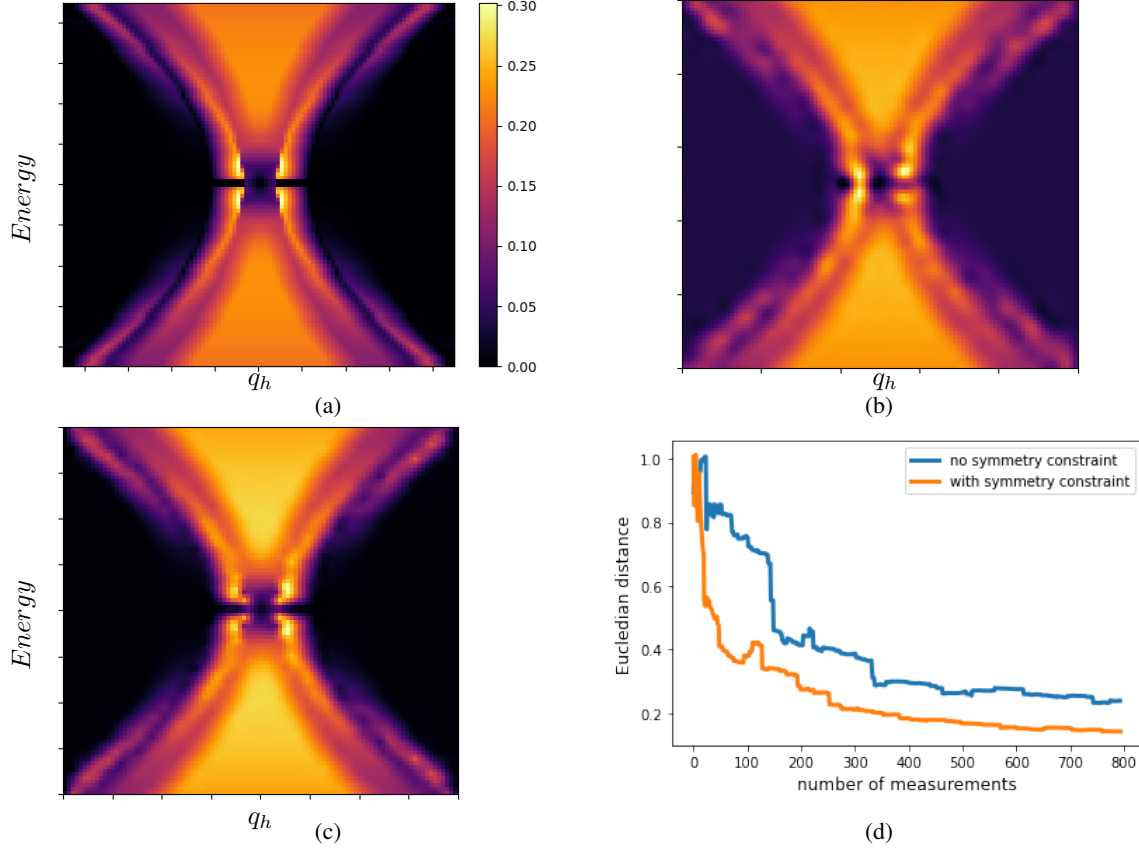 0.30
0.25
0.20
0.15
0.10
0.05
0.00
Energy
q_h
(a)
q_h
(b)
Energy
q_h
(c)
no symmetry constraint
with symmetry constraint
1.0
0.8
0.6
0.4
0.2
Eucledian distance
0 100 200 300 400 500 600 700 800
number of measurements
(d)